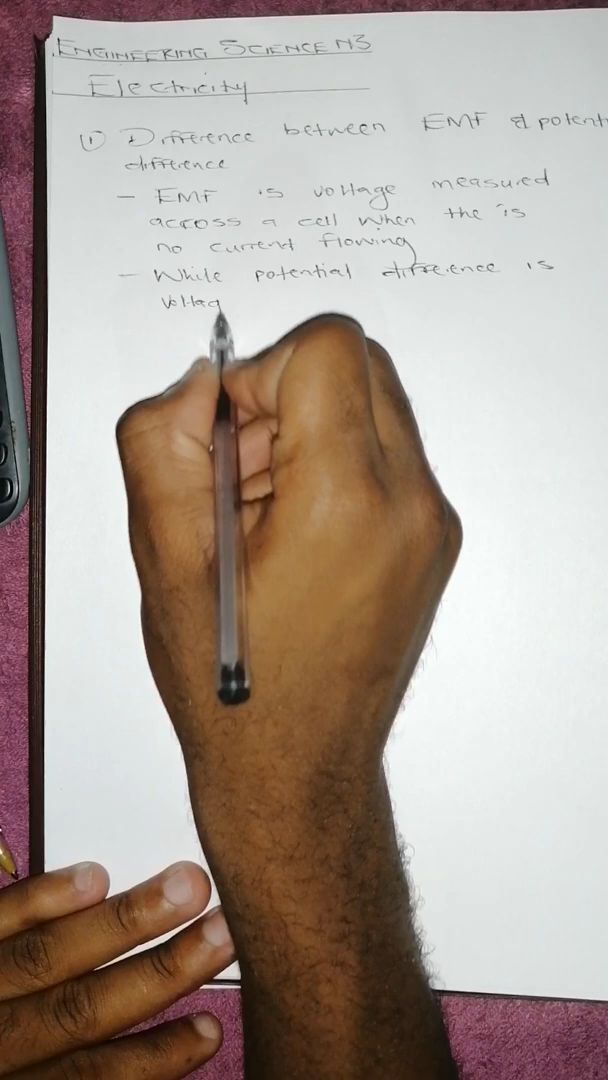 ENGINEERING SCIENCE N3
Electricity
① Difference between EMF & potent
difference
- EMF is voltage measured
across a cell when the is
no current flowing
- While potential difference is
voltag